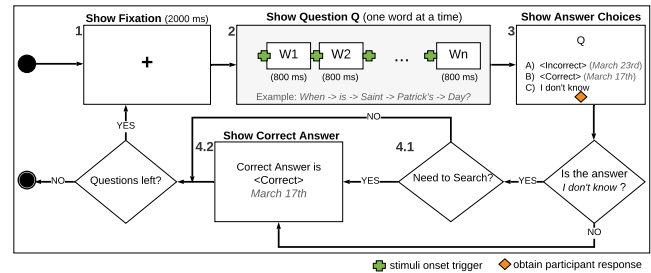 Show Fixation (2000 ms)
1
+
Show Question Q (one word at a time)
2
W1
W2
...
Wn
(800 ms)
(800 ms)
(800 ms)
Example: When -> is -> Saint -> Patrick's -> Day?
Show Answer Choices
3
Q
A) <Incorrect> (March 23rd)
B) <Correct> (March 17th)
C) I don't know
YES
NO
Questions left?
NO
Show Correct Answer
4.2
Correct Answer is
<Correct>
March 17th
4.1
YES
Need to Search?
YES
Is the answer
I don't know ?
NO
stimuli onset trigger
obtain participant response